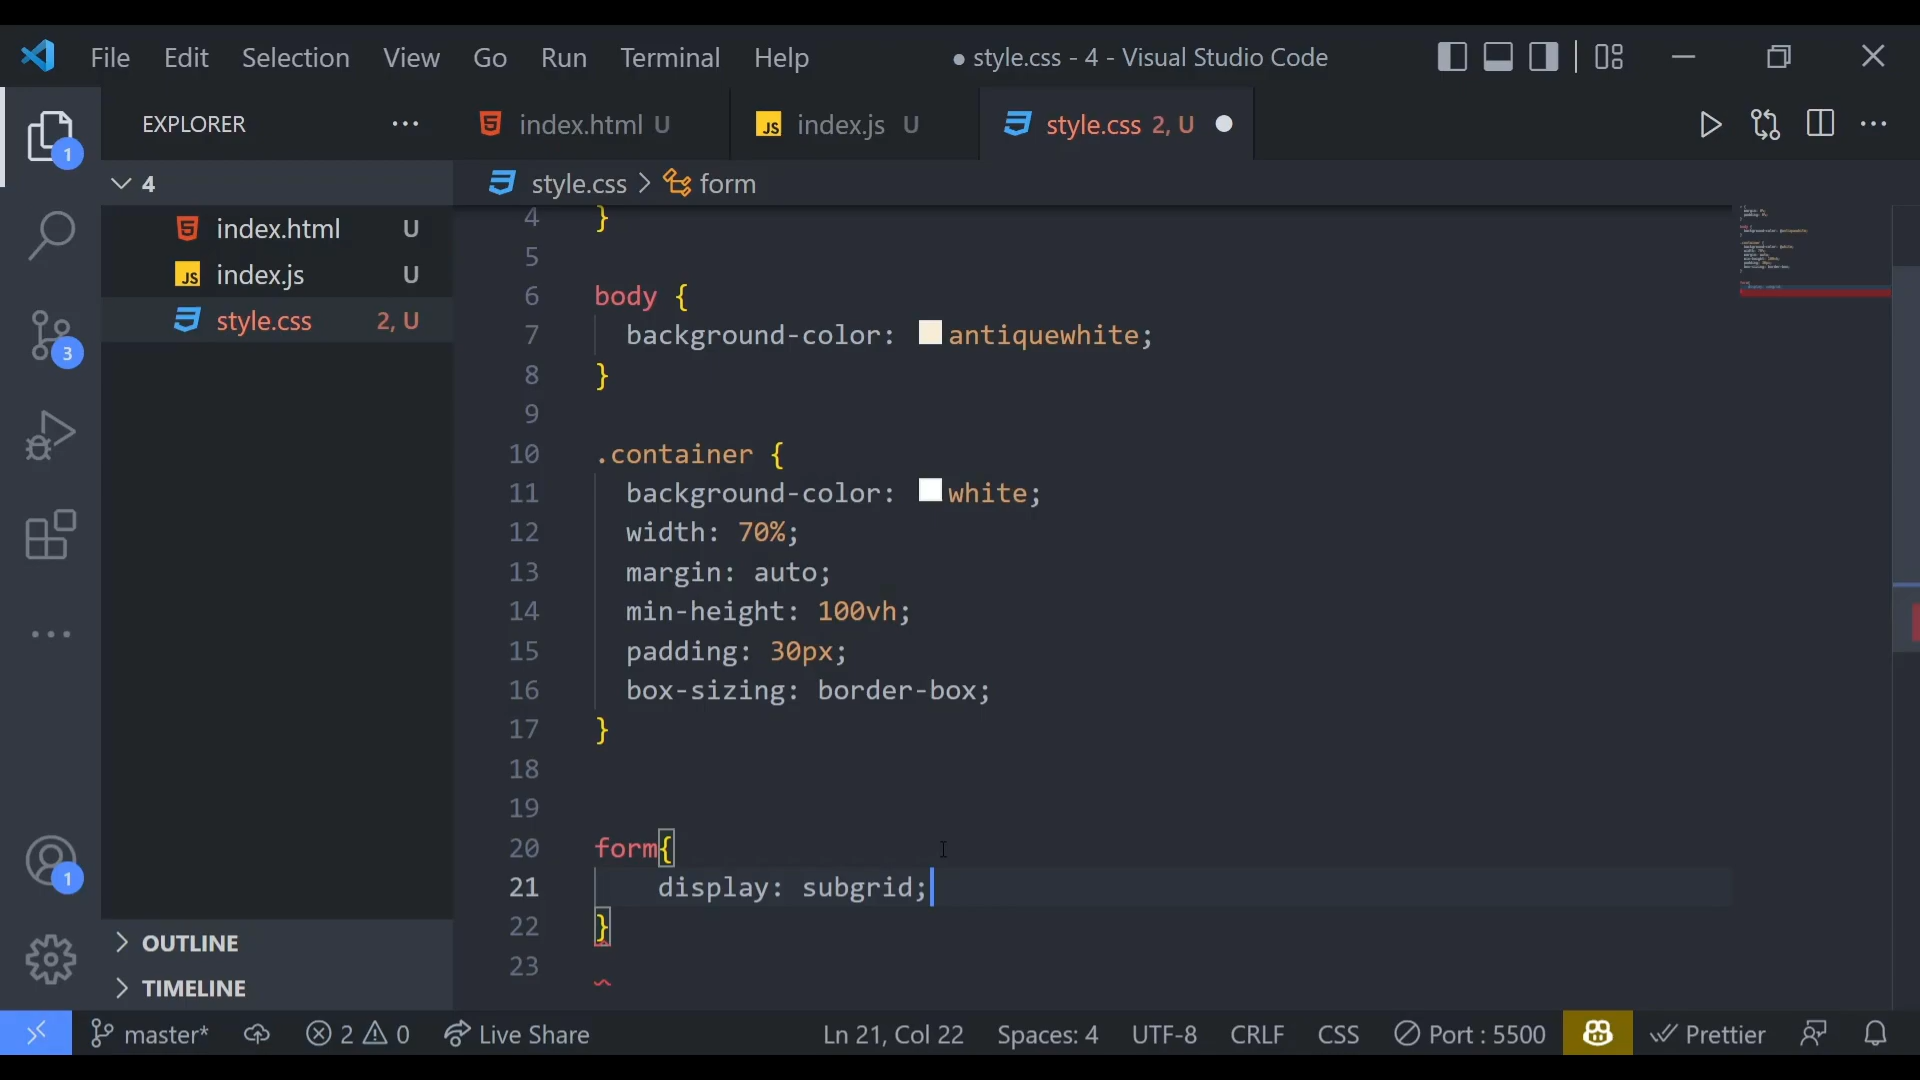 File Edit Selection View Go Run Terminal Help ● style.css - 4 - Visual Studio Code
EXPLORER ··· index.html U index.js U style.css 2, U
4
style.css > form
index.html U
index.js U
style.css 2, U
4 }
5
6 body {
7 background-color: antiquewhite;
8 }
9
10 .container {
11 background-color: white;
12 width: 70%;
13 margin: auto;
14 min-height: 100vh;
15 padding: 30px;
16 box-sizing: border-box;
17 }
18
19
20 form{
21 display: subgrid;
22 }
23
1
3
1
OUTLINE
TIMELINE
master* 2 0 Live Share Ln 21, Col 22 Spaces: 4 UTF-8 CRLF CSS Port : 5500 Prettier